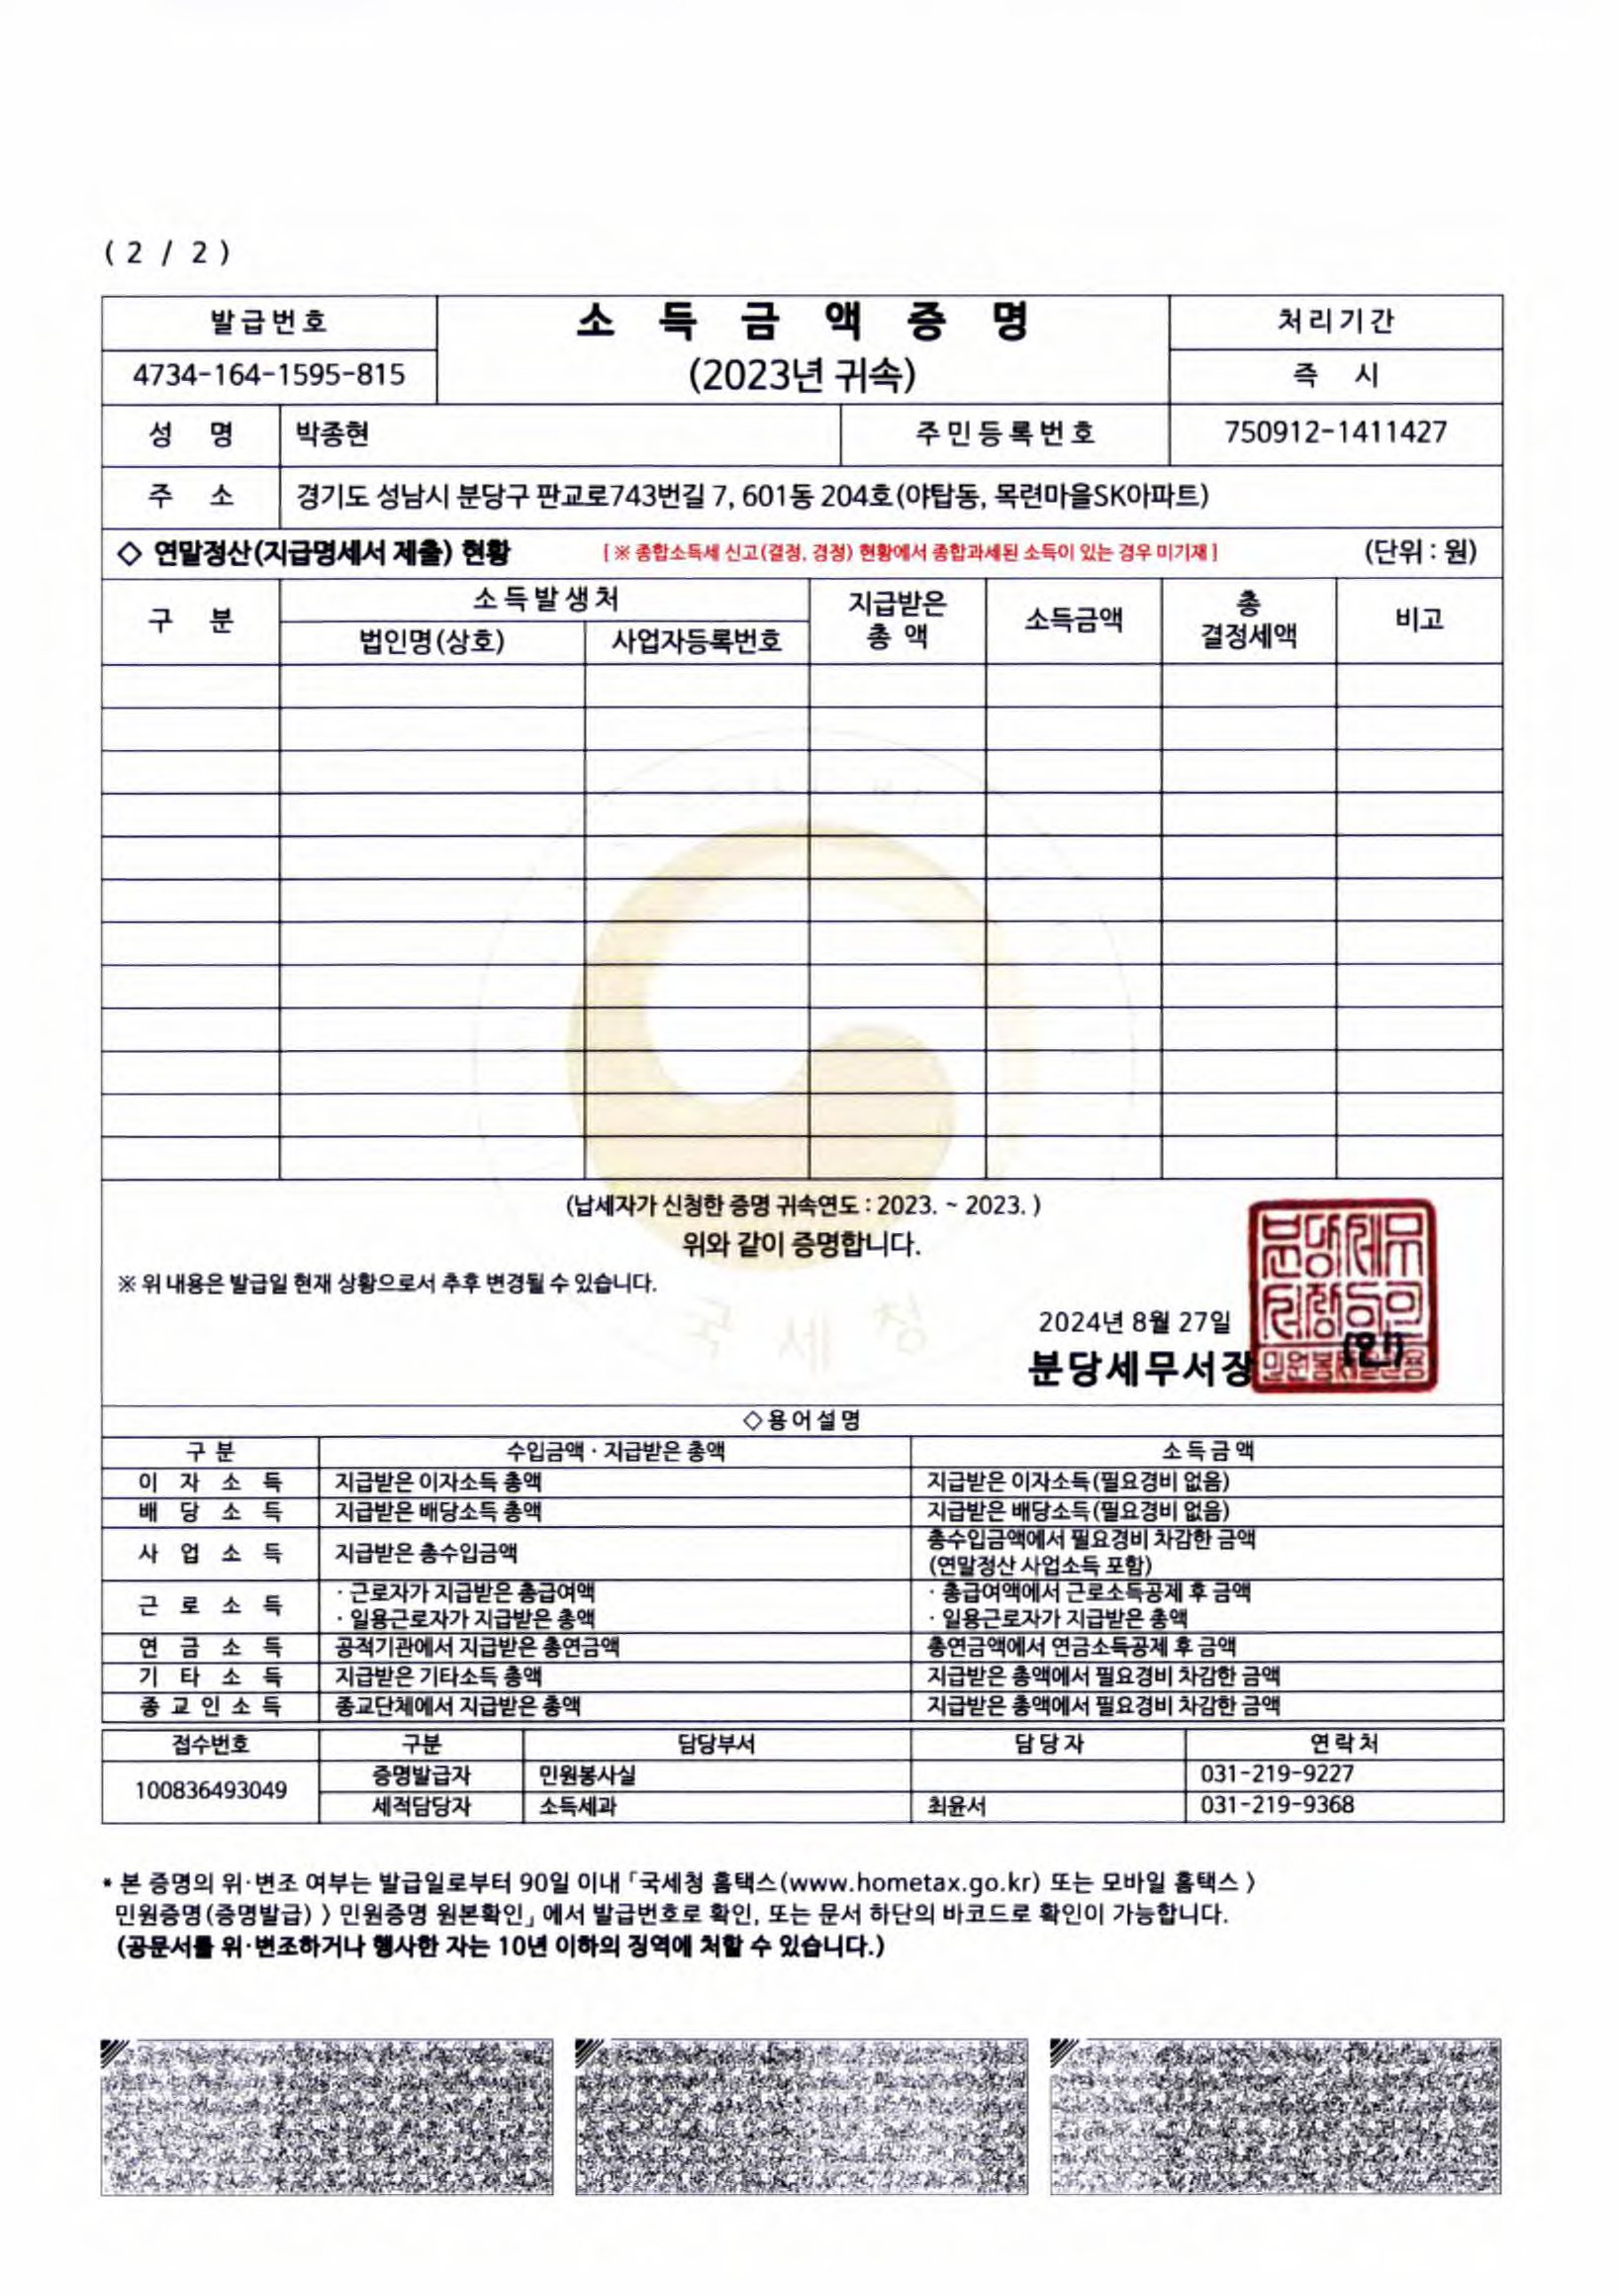 ( 2 / 2 )
발급번호
소 득 금 액 증 명
처리기간
4734-164-1595-815
(2023년 귀속)
즉 시
성 명 박종현 주민등록번호 750912-1411427
주 소 경기도 성남시 분당구 판교로743번길 7, 601동 204호(야탑동, 목련마을SK아파트)
◇ 연말정산(지급명세서 제출) 현황 [ ※ 종합소득세 신고(결정, 경정) 현황에서 종합과세된 소득이 있는 경우 미기재 ] (단위 : 원)
구 분 소득발생처 지급받은 총 액 소득금액 총 결정세액 비고
법인명(상호) 사업자등록번호
(납세자가 신청한 증명 귀속연도 : 2023. ~ 2023. )
위와 같이 증명합니다.
※ 위 내용은 발급일 현재 상황으로서 추후 변경될 수 있습니다.
국 세 청
2024년 8월 27일
분당세무서장 (인)
◇용어설명
구 분 수입금액 · 지급받은 총액 소득금액
이 자 소 득 지급받은 이자소득 총액 지급받은 이자소득(필요경비 없음)
배 당 소 득 지급받은 배당소득 총액 지급받은 배당소득(필요경비 없음)
사 업 소 득 지급받은 총수입금액 총수입금액에서 필요경비 차감한 금액
(연말정산 사업소득 포함)
근 로 소 득 · 근로자가 지급받은 총급여액 · 총급여액에서 근로소득공제 후 금액
· 일용근로자가 지급받은 총액 · 일용근로자가 지급받은 총액
연 금 소 득 공적기관에서 지급받은 총연금액 총연금액에서 연금소득공제 후 금액
기 타 소 득 지급받은 기타소득 총액 지급받은 총액에서 필요경비 차감한 금액
종 교 인 소 득 종교단체에서 지급받은 총액 지급받은 총액에서 필요경비 차감한 금액
접수번호 구분 담당부서 담당자 연락처
100836493049 증명발급자 민원봉사실 031-219-9227
세적담당자 소득세과 최윤서 031-219-9368
* 본 증명의 위·변조 여부는 발급일로부터 90일 이내 「국세청 홈택스(www.hometax.go.kr) 또는 모바일 홈택스 〉
민원증명(증명발급) 〉 민원증명 원본확인」 에서 발급번호로 확인, 또는 문서 하단의 바코드로 확인이 가능합니다.
(공문서를 위·변조하거나 행사한 자는 10년 이하의 징역에 처할 수 있습니다.)